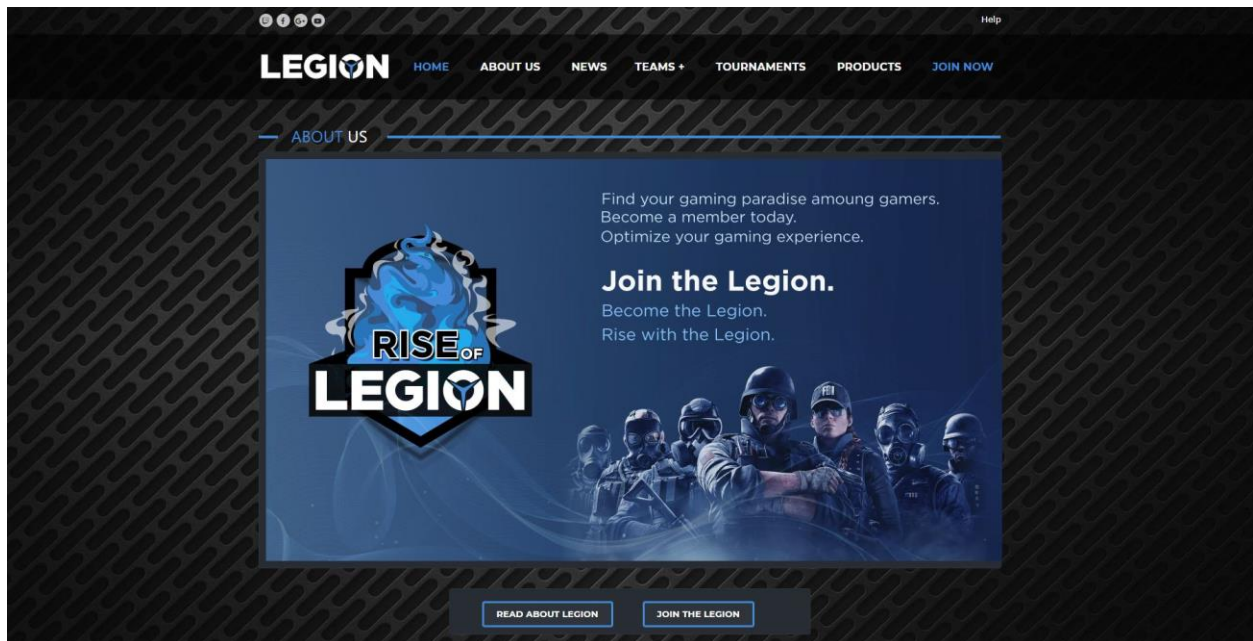 Help
LEGION
HOME ABOUT US NEWS TEAMS + TOURNAMENTS PRODUCTS JOIN NOW
ABOUT US
Find your gaming paradise amoung gamers.
Become a member today.
Optimize your gaming experience.
Join the Legion.
Become the Legion.
Rise with the Legion.
RISE OF
LEGION
READ ABOUT LEGION JOIN THE LEGION